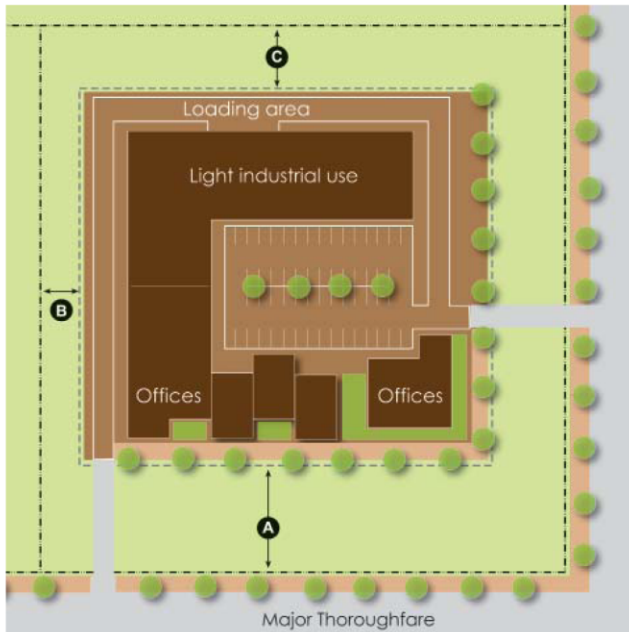 C
Loading area
Light industrial use
B
Offices
Offices
A
Major Thoroughfare